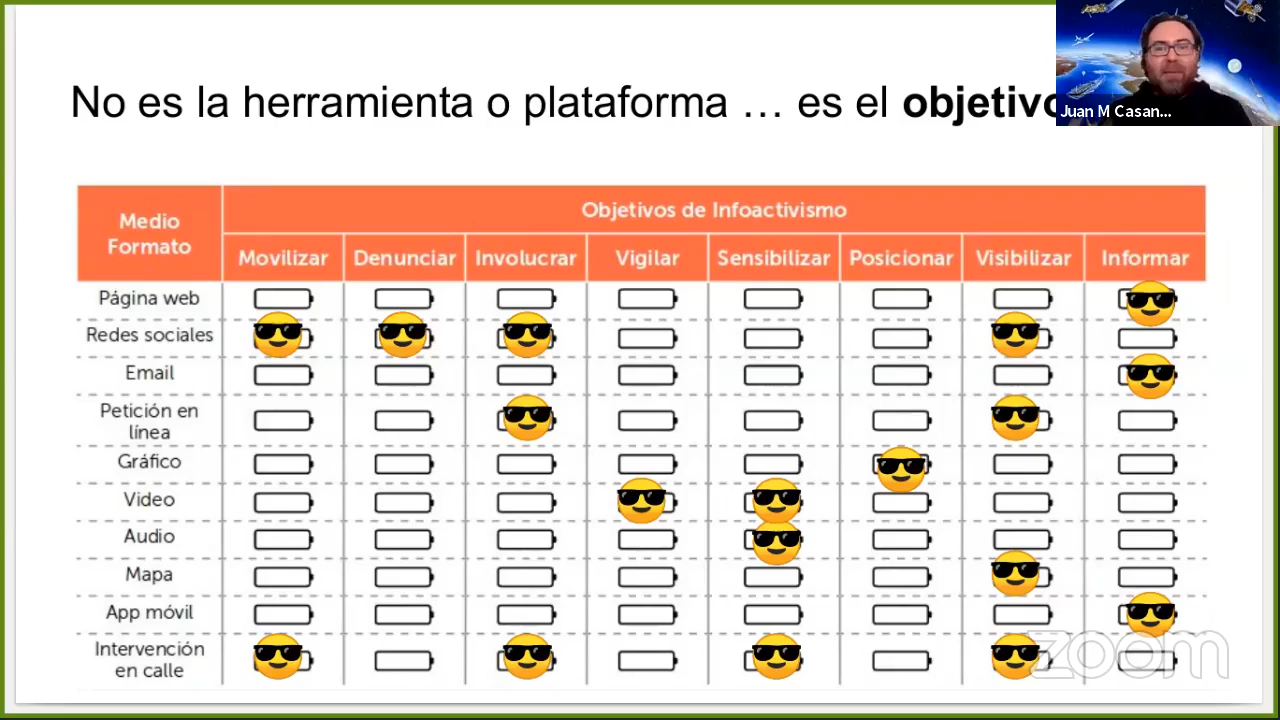 No es la herramienta o plataforma … es el objetivo
Juan M Casan...
Medio
Formato
Objetivos de Infoactivismo
Movilizar Denunciar Involucrar Vigilar Sensibilizar Posicionar Visibilizar Informar
Página web
Redes sociales
Email
Petición en
línea
Gráfico
Video
Audio
Mapa
App móvil
Intervención
en calle
zoom